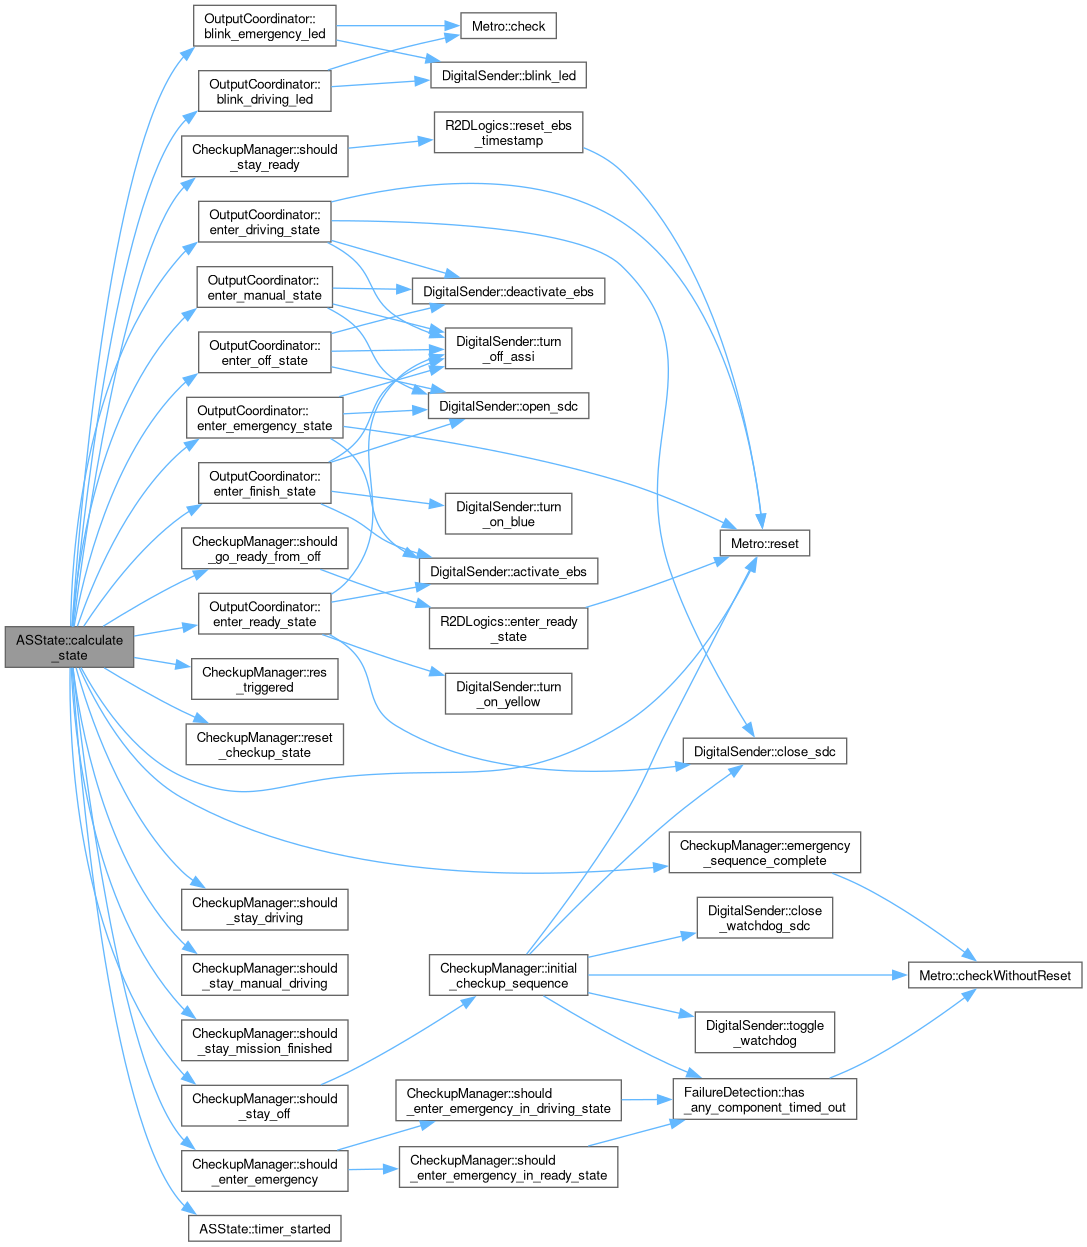 OutputCoordinator::
blink_emergency_led
Metro::check
DigitalSender::blink_led
OutputCoordinator::
blink_driving_led
R2DLogics::reset_ebs
_timestamp
CheckupManager::should
_stay_ready
OutputCoordinator::
enter_driving_state
OutputCoordinator::
enter_manual_state
DigitalSender::deactivate_ebs
OutputCoordinator::
enter_off_state
DigitalSender::turn
_off_assi
OutputCoordinator::
enter_emergency_state
DigitalSender::open_sdc
OutputCoordinator::
enter_finish_state
DigitalSender::turn
_on_blue
CheckupManager::should
_go_ready_from_off
Metro::reset
DigitalSender::activate_ebs
OutputCoordinator::
enter_ready_state
R2DLogics::enter_ready
_state
ASState::calculate
_state
CheckupManager::res
_triggered
DigitalSender::turn
_on_yellow
CheckupManager::reset
_checkup_state
DigitalSender::close_sdc
CheckupManager::emergency
_sequence_complete
CheckupManager::should
_stay_driving
DigitalSender::close
_watchdog_sdc
CheckupManager::should
_stay_manual_driving
CheckupManager::initial
_checkup_sequence
Metro::checkWithoutReset
CheckupManager::should
_stay_mission_finished
DigitalSender::toggle
_watchdog
CheckupManager::should
_stay_off
CheckupManager::should
_enter_emergency_in_driving_state
FailureDetection::has
_any_component_timed_out
CheckupManager::should
_enter_emergency
CheckupManager::should
_enter_emergency_in_ready_state
ASState::timer_started